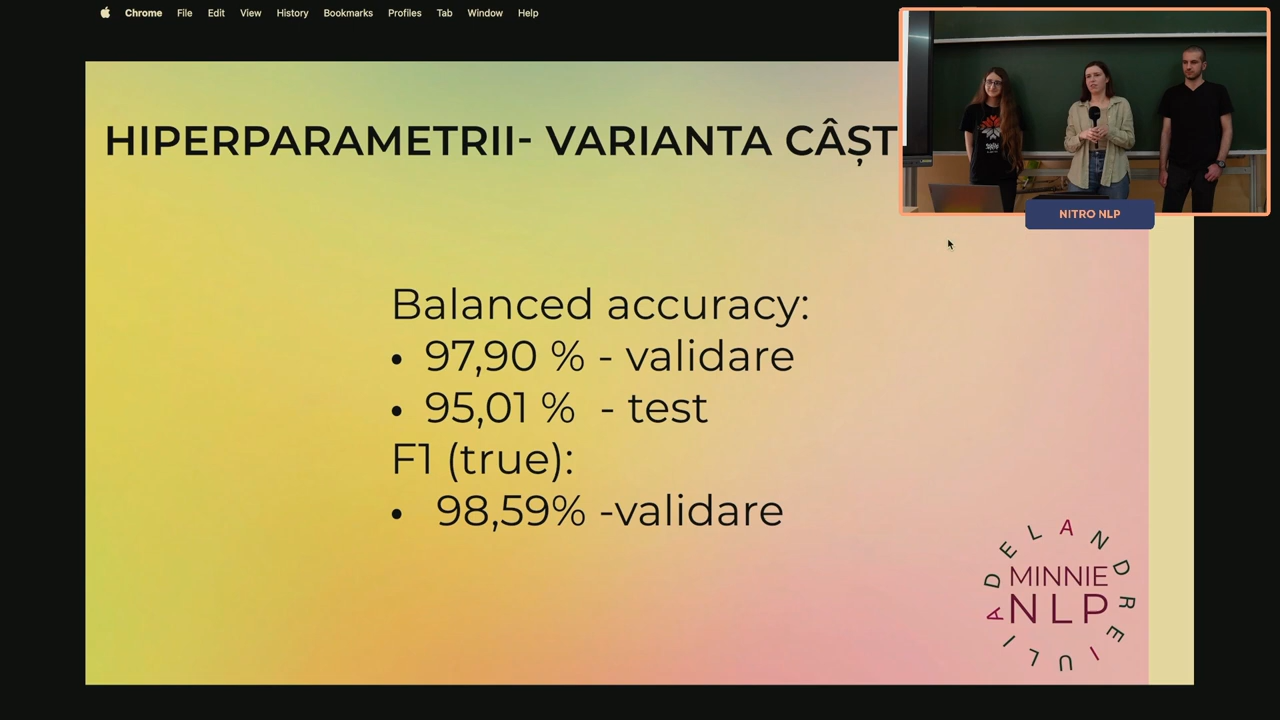 Chrome File Edit View History Bookmarks Profiles Tab Window Help
HIPERPARAMETRII- VARIANTA CÂȘT
NITRO NLP
Balanced accuracy:
• 97,90 % - validare
• 95,01 % - test
F1 (true):
• 98,59% -validare
ADELANDREIULI
MINNIE
NLP